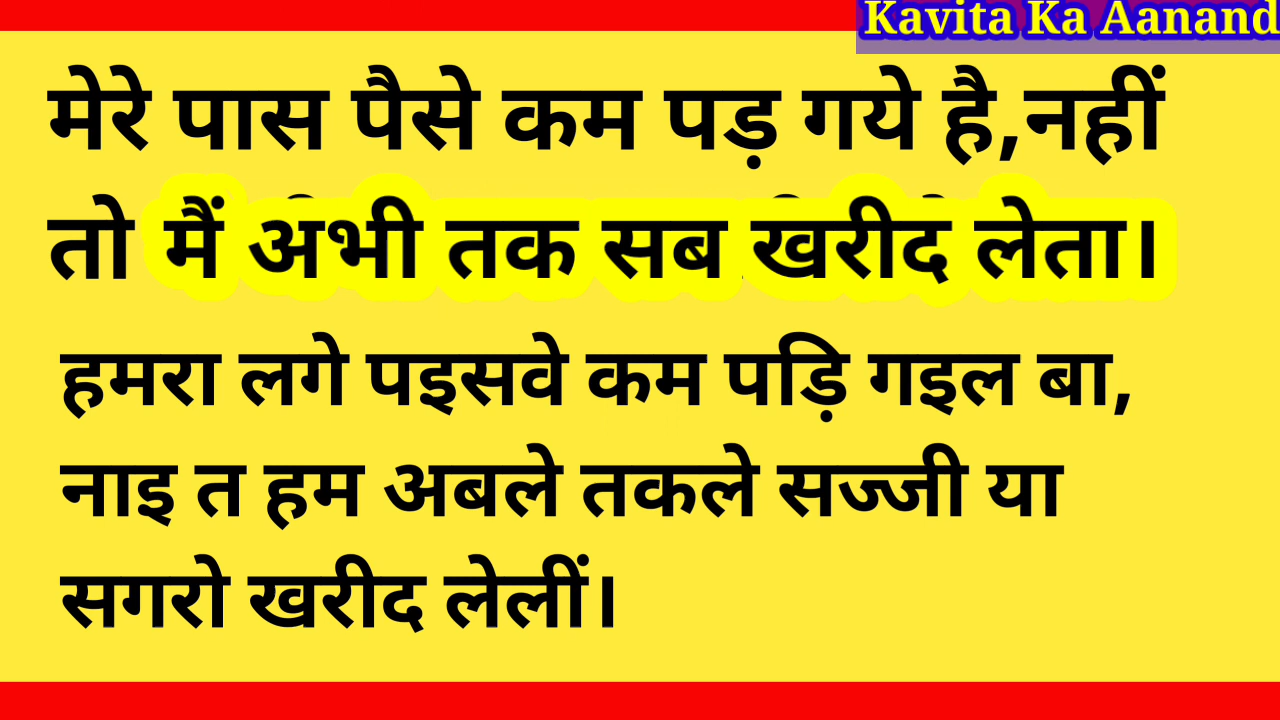 Kavita Ka Aanand
मेरे पास पैसे कम पड़ गये है,नहीं
तो मैं अभी तक सब खरीद लेता।
हमरा लगे पइसवे कम पड़ि गइल बा,
नाइ त हम अबले तकले सज्जी या
सगरो खरीद लेलीं।